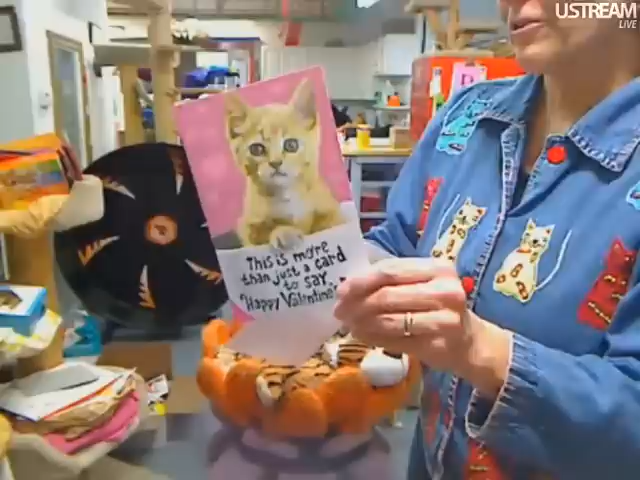 USTREAM
LIVE
This is more
than just a card
to say
"Happy Valentine